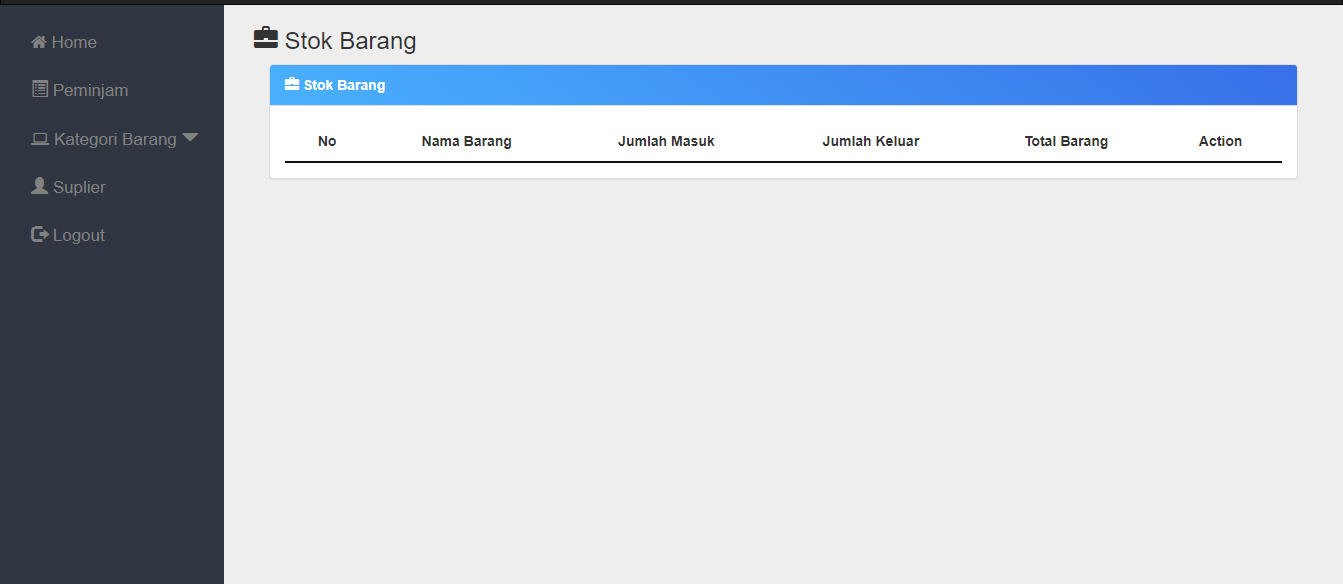 Home
Peminjam
Kategori Barang
Suplier
Logout
Stok Barang
Stok Barang
No Nama Barang Jumlah Masuk Jumlah Keluar Total Barang Action